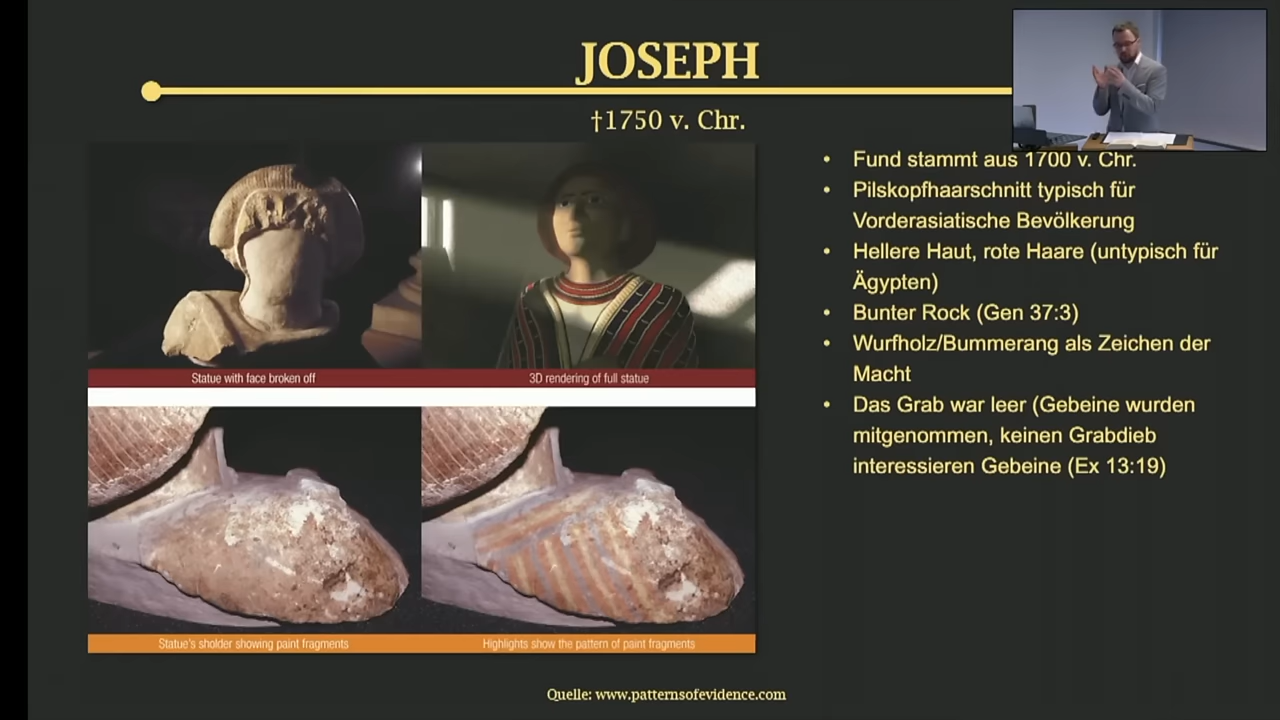 JOSEPH
†1750 v. Chr.
Statue with face broken off
3D rendering of full statue
Statue's sholder showing paint fragments
Highlights show the pattern of paint fragments
• Fund stammt aus 1700 v. Chr.
• Pilskopfhaarschnitt typisch für
Vorderasiatische Bevölkerung
• Hellere Haut, rote Haare (untypisch für
Ägypten)
• Bunter Rock (Gen 37:3)
• Wurfholz/Bummerang als Zeichen der
Macht
• Das Grab war leer (Gebeine wurden
mitgenommen, keinen Grabdieb
interessieren Gebeine (Ex 13:19)
Quelle: www.patternsofevidence.com